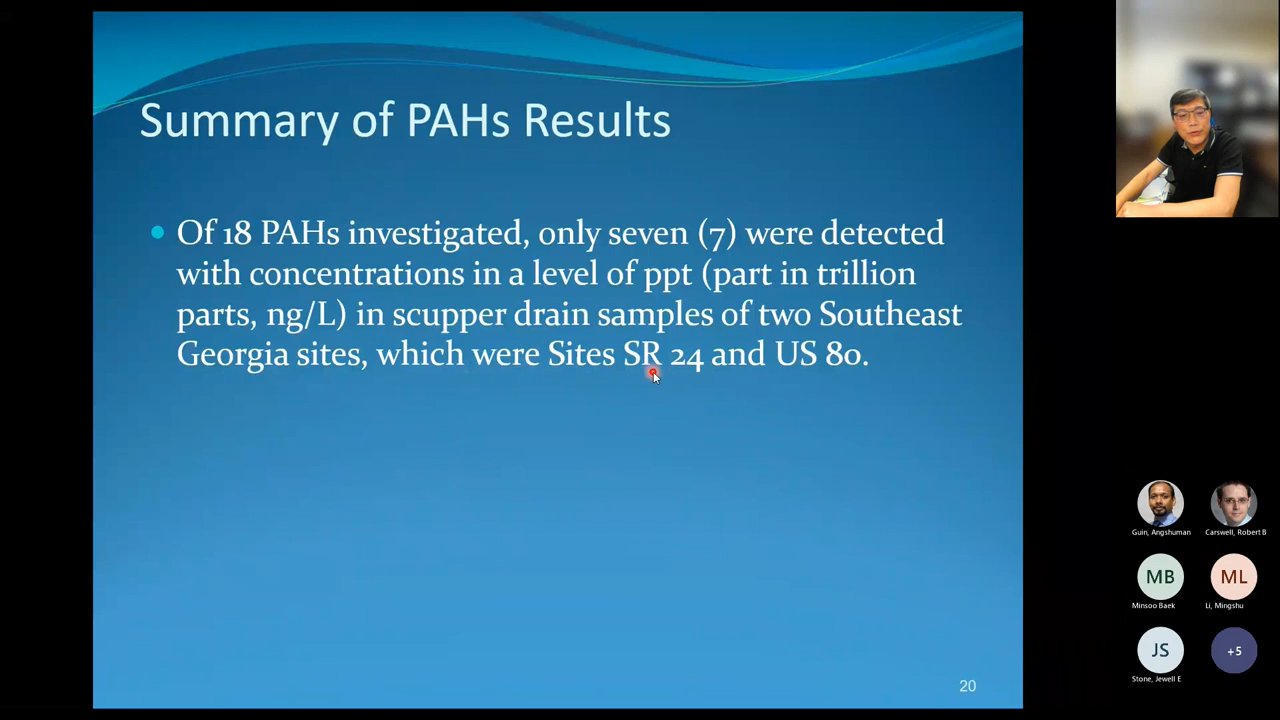 Summary of PAHs Results
Of 18 PAHs investigated, only seven (7) were detected
with concentrations in a level of ppt (part in trillion
parts, ng/L) in scupper drain samples of two Southeast
Georgia sites, which were Sites SR 24 and US 80.
20
Guin, Angshuman
Carswell, Robert B
MB
ML
Minsoo Baek
Li, Mingshu
JS
+5
Stone, Jewell E